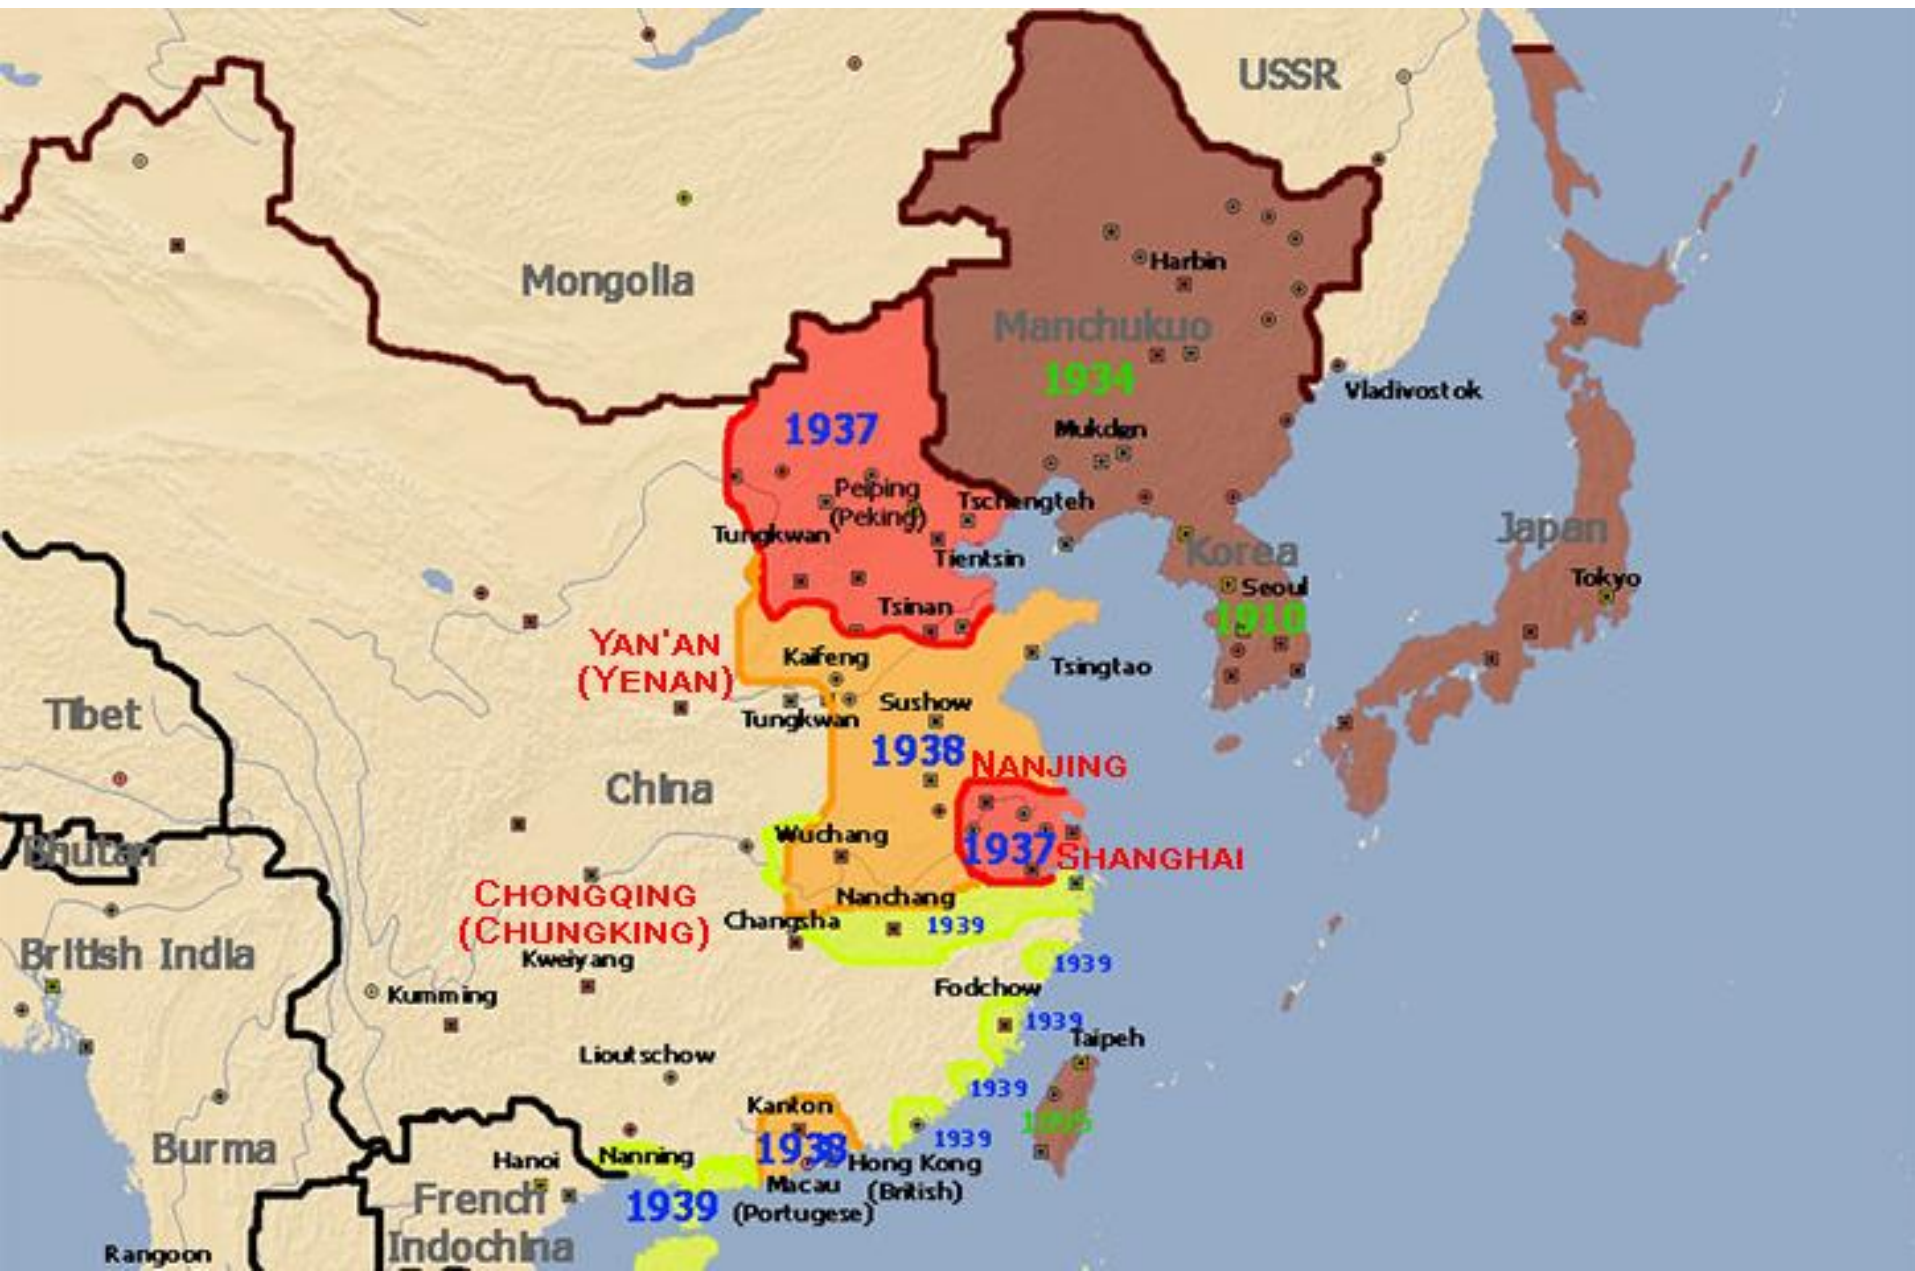 USSR
Mongolia
Harbin
Manchukuo
1934
Vladivostok
1937
Mukden
Peiping
(Peking)
Tschengteh
Tungkwan
Tientsin
Korea
Japan
Seoul
Tokyo
1910
Tsinan
YAN'AN
(YENAN)
Kaifeng
Tsingtao
Sushow
Tungkwan
Tibet
1938
NANJING
China
Wuchang
1937
SHANGHAI
Bhutan
CHONGQING
(CHUNGKING)
Nanchang
Changsha
1939
British India
Kweiyang
1939
Fodchow
Kumming
1939
Taipeh
Lioutschow
1939
Kanton
1939
Burma
Hanoi
Nanning
1938
Hong Kong
(British)
Macau
(Portugese)
1939
French
Indochina
Rangoon